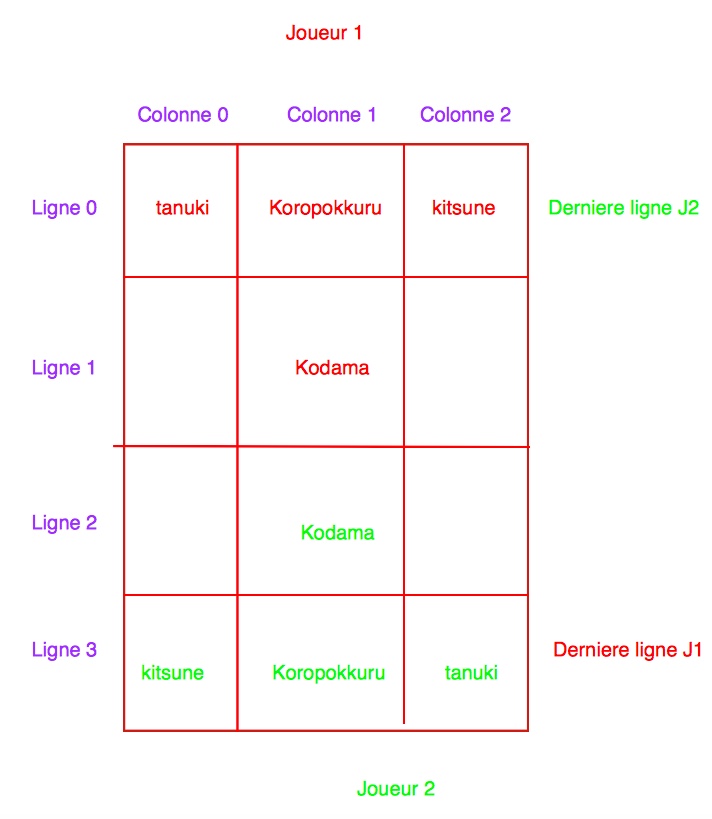 Joueur 1
Colonne 0 Colonne 1 Colonne 2
Ligne 0 tanuki Koropokkuru kitsune Derniere ligne J2
Ligne 1 Kodama
Ligne 2 Kodama
Ligne 3 kitsune Koropokkuru tanuki Derniere ligne J1
Joueur 2